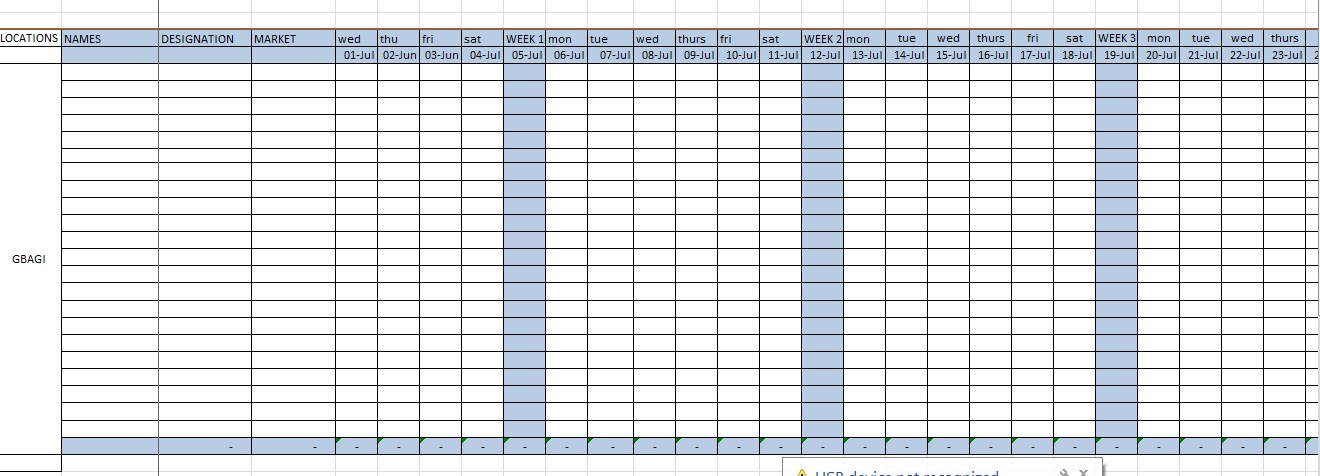 LOCATIONS NAMES DESIGNATION MARKET wed thu fri sat WEEK 1 mon tue wed thurs fri sat WEEK 2 mon tue wed thurs fri sat WEEK 3 mon tue wed thurs
01-Jul 02-Jun 03-Jun 04-Jul 05-Jul 06-Jul 07-Jul 08-Jul 09-Jul 10-Jul 11-Jul 12-Jul 13-Jul 14-Jul 15-Jul 16-Jul 17-Jul 18-Jul 19-Jul 20-Jul 21-Jul 22-Jul 23-Jul 2
GBAGI
- - - - - - - - - - - - - - - - - - - - - - - - -
USB device not recognized